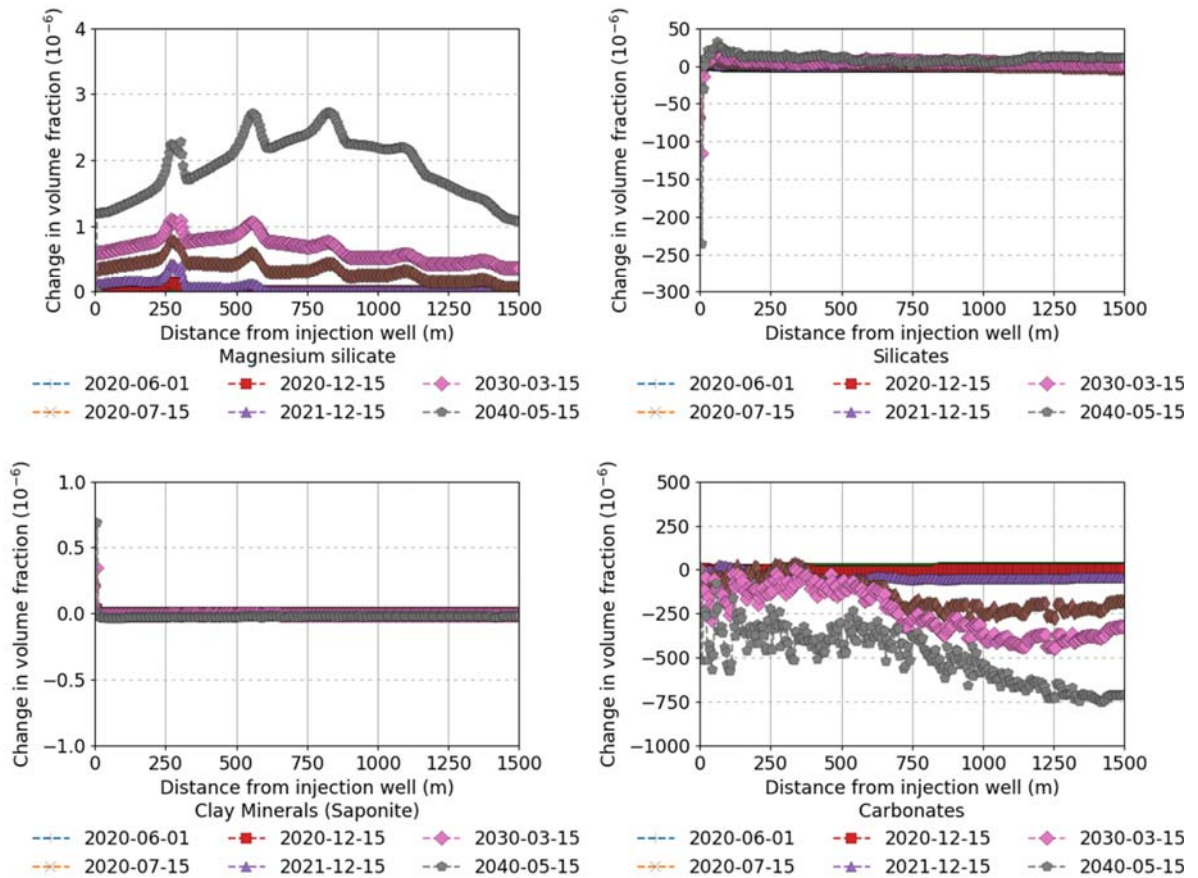 Change in volume fraction (10⁻⁶)
4
3
2
1
0
0 250 500 750 1000 1250 1500
Distance from injection well (m)
Magnesium silicate
2020-06-01 2020-12-15 2030-03-15
2020-07-15 2021-12-15 2040-05-15
Change in volume fraction (10⁻⁶)
50
0
−50
−100
−150
−200
−250
−300
0 250 500 750 1000 1250 1500
Distance from injection well (m)
Silicates
2020-06-01 2020-12-15 2030-03-15
2020-07-15 2021-12-15 2040-05-15
Change in volume fraction (10⁻⁶)
1.0
0.5
0.0
−0.5
−1.0
0 250 500 750 1000 1250 1500
Distance from injection well (m)
Clay Minerals (Saponite)
2020-06-01 2020-12-15 2030-03-15
2020-07-15 2021-12-15 2040-05-15
Change in volume fraction (10⁻⁶)
500
250
0
−250
−500
−750
−1000
0 250 500 750 1000 1250 1500
Distance from injection well (m)
Carbonates
2020-06-01 2020-12-15 2030-03-15
2020-07-15 2021-12-15 2040-05-15